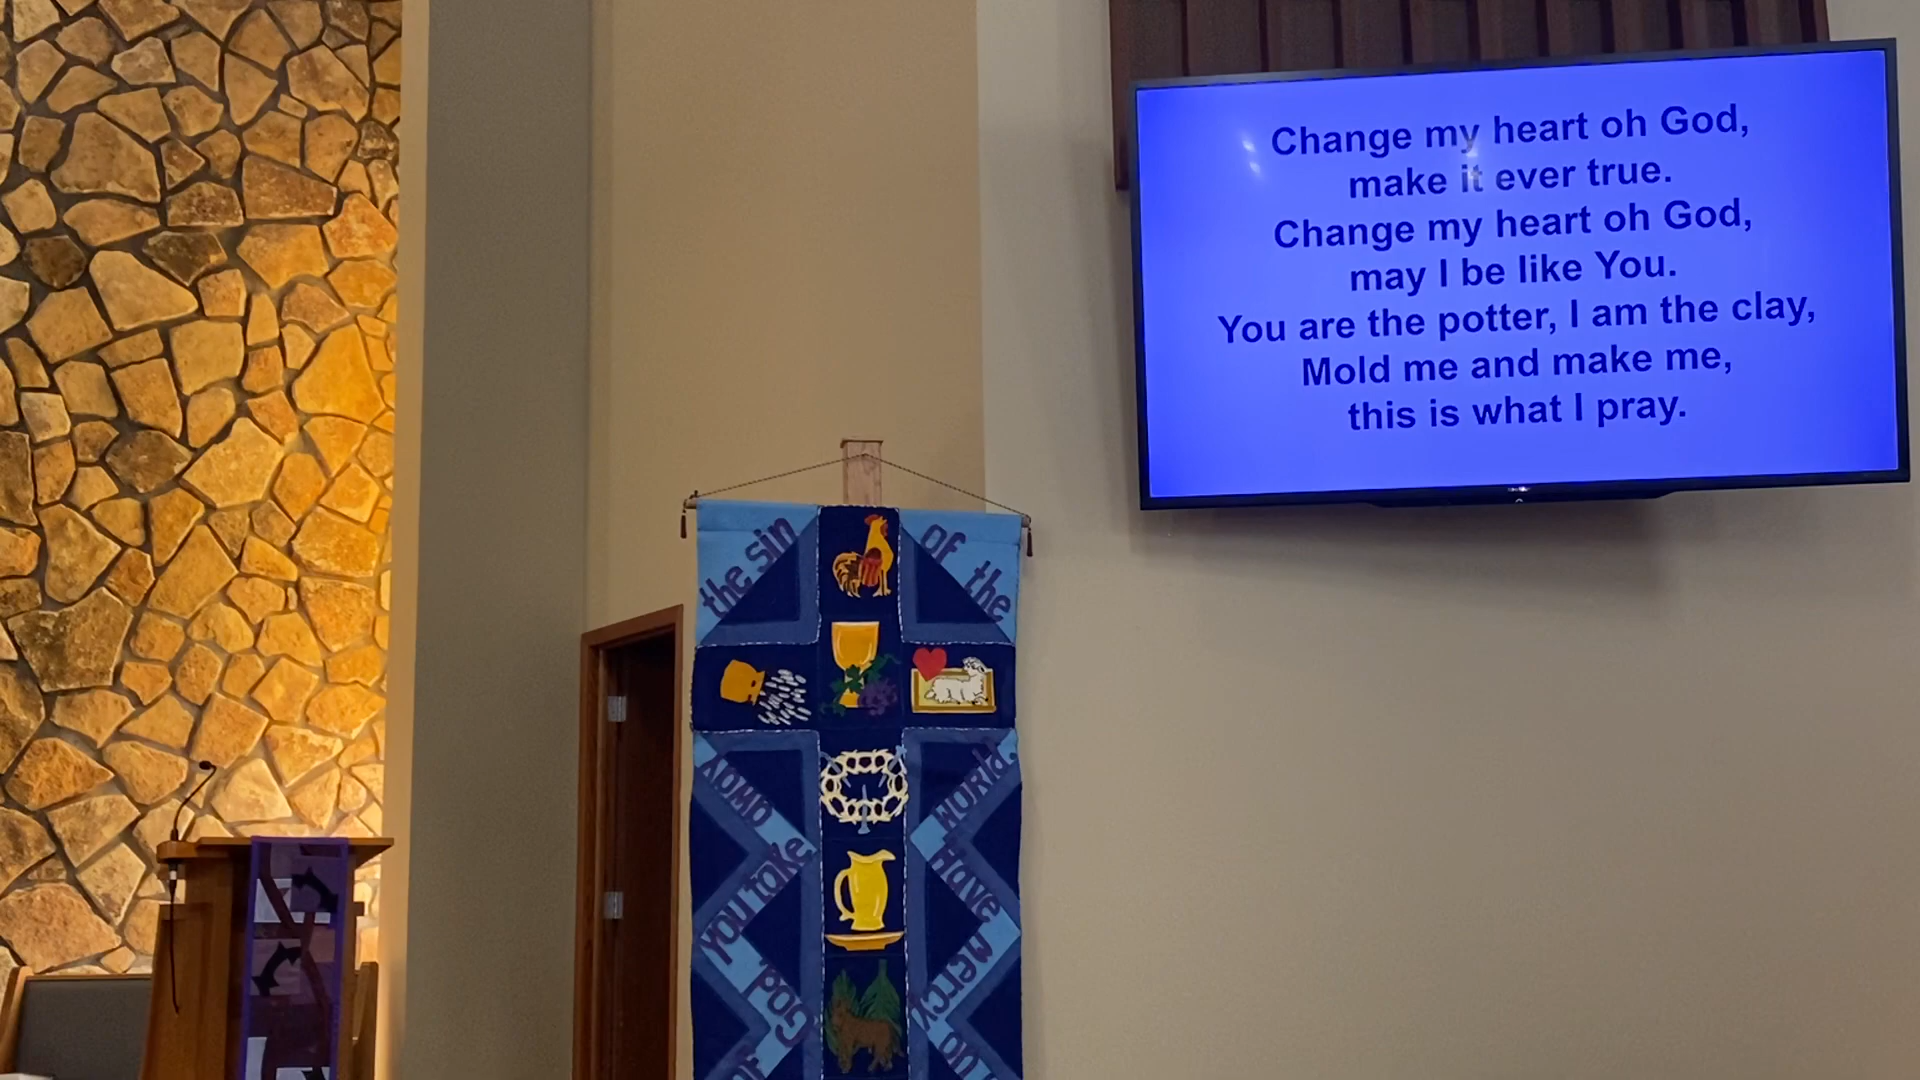 Change my heart oh God,
make it ever true.
Change my heart oh God,
may I be like You.
You are the potter, I am the clay,
Mold me and make me,
this is what I pray.
the sin
of the
world.
Have
mercy
on
God,
You take
away